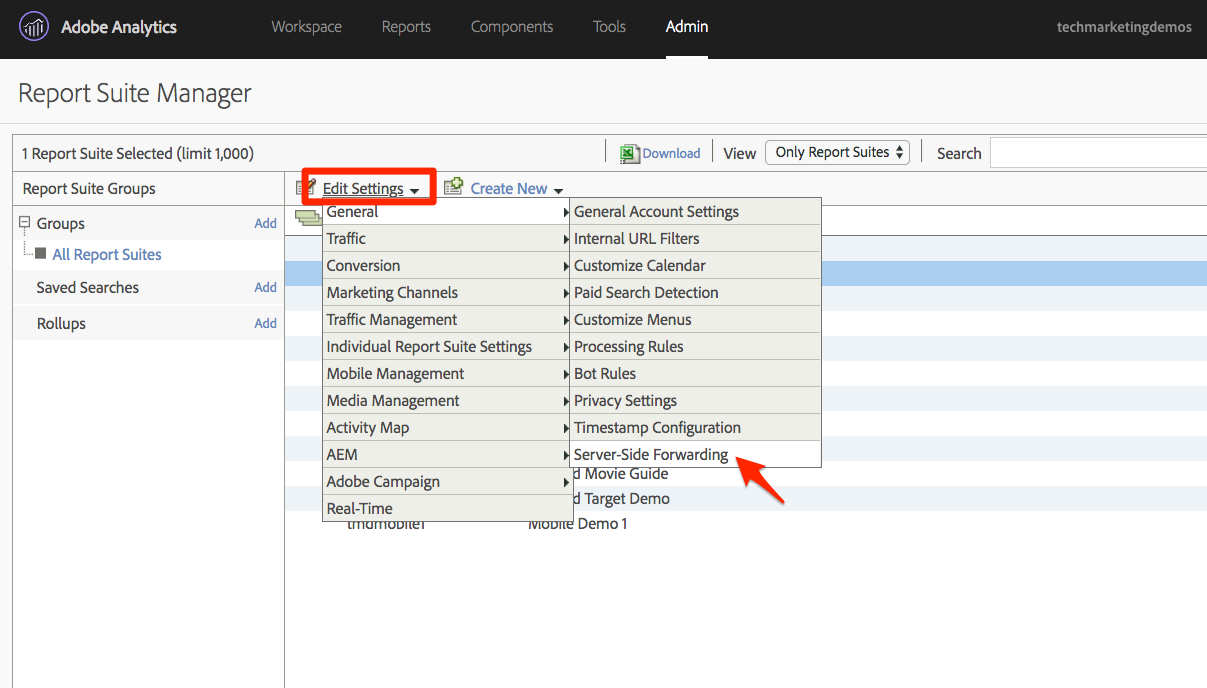 Adobe Analytics
Workspace
Reports
Components
Tools
Admin
techmarketingdemos
Report Suite Manager
1 Report Suite Selected (limit 1,000)
Download
View
Only Report Suites
Search
Report Suite Groups
Edit Settings
Create New
Groups
Add
All Report Suites
Saved Searches
Add
Rollups
Add
General
Traffic
Conversion
Marketing Channels
Traffic Management
Individual Report Suite Settings
Mobile Management
Media Management
Activity Map
AEM
Adobe Campaign
Real-Time
General Account Settings
Internal URL Filters
Customize Calendar
Paid Search Detection
Customize Menus
Processing Rules
Bot Rules
Privacy Settings
Timestamp Configuration
Server-Side Forwarding
d Movie Guide
d Target Demo
tmdmobile1
Mobile Demo 1